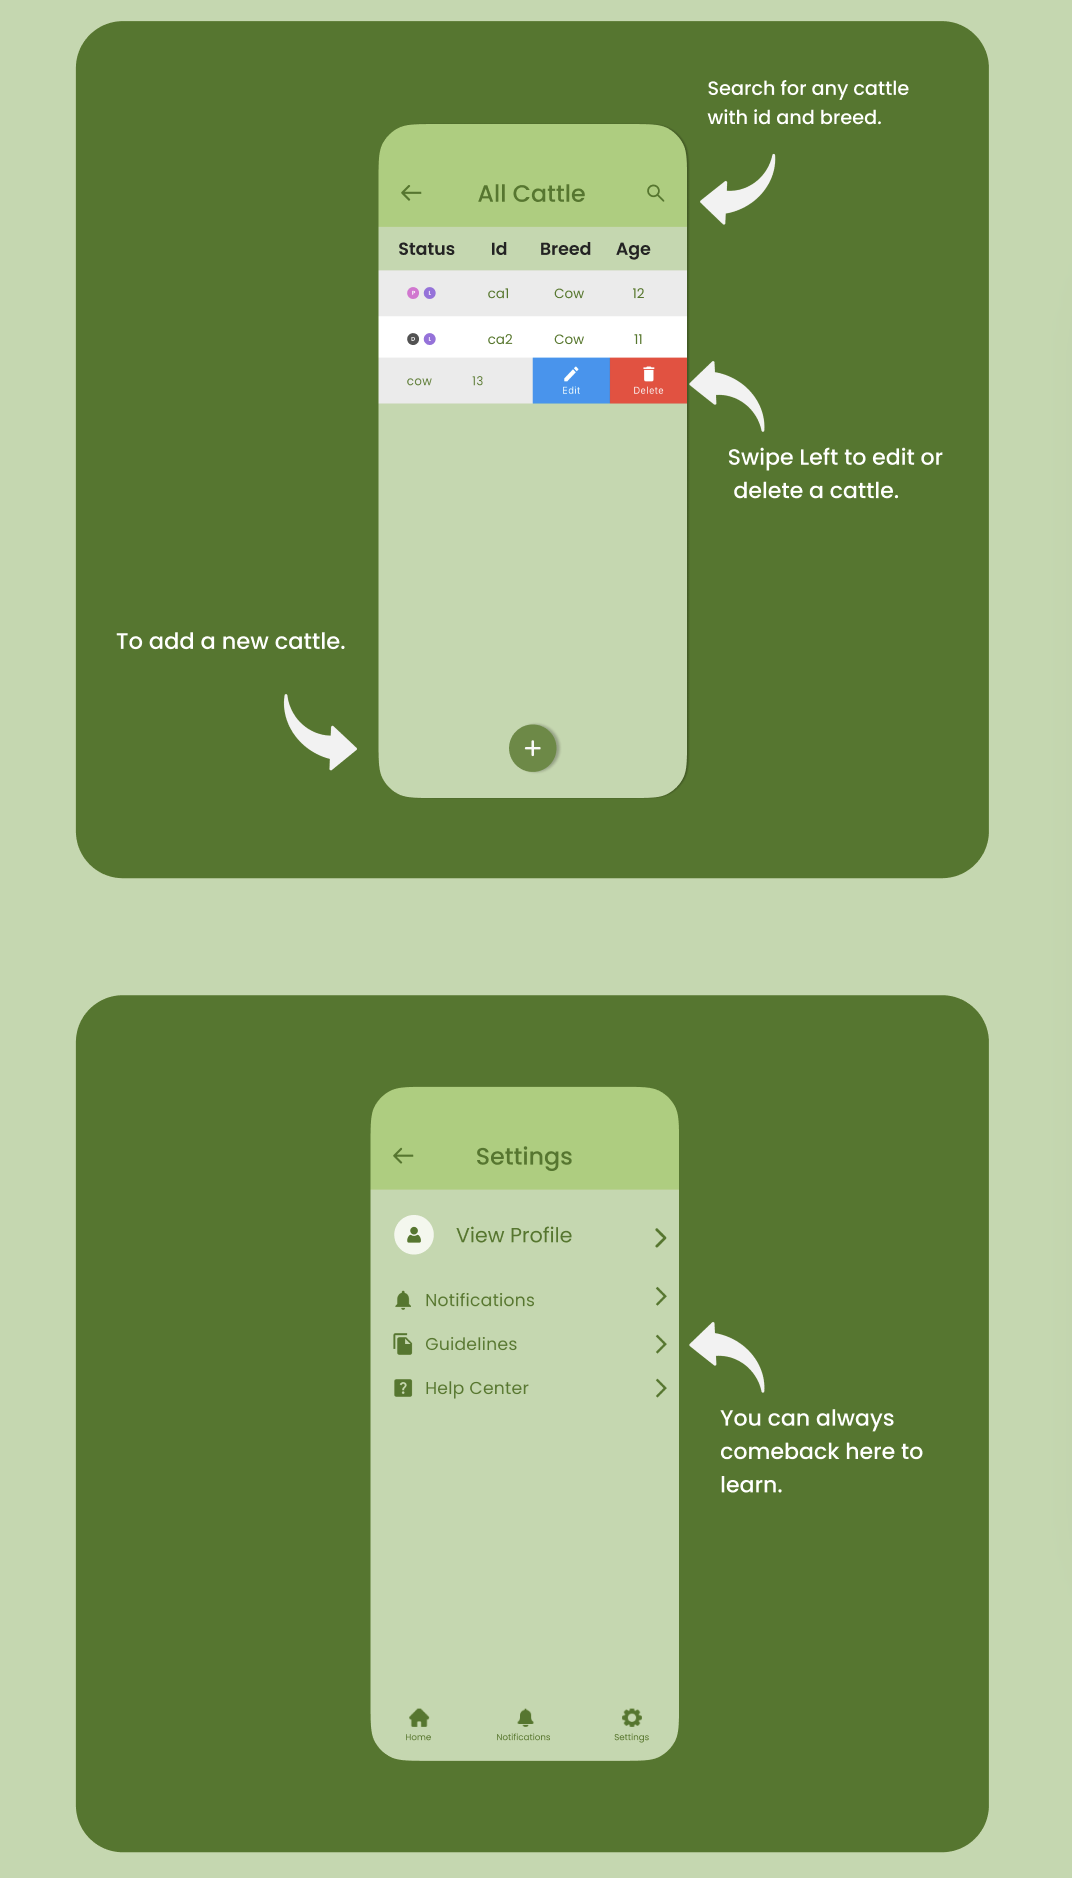 Search for any cattle
with id and breed.
All Cattle
Status Id Breed Age
P L ca1 Cow 12
D L ca2 Cow 11
cow 13 Edit Delete
Swipe Left to edit or
delete a cattle.
To add a new cattle.
+
Settings
View Profile
Notifications
Guidelines
? Help Center
You can always
comeback here to
learn.
Home Notifications Settings